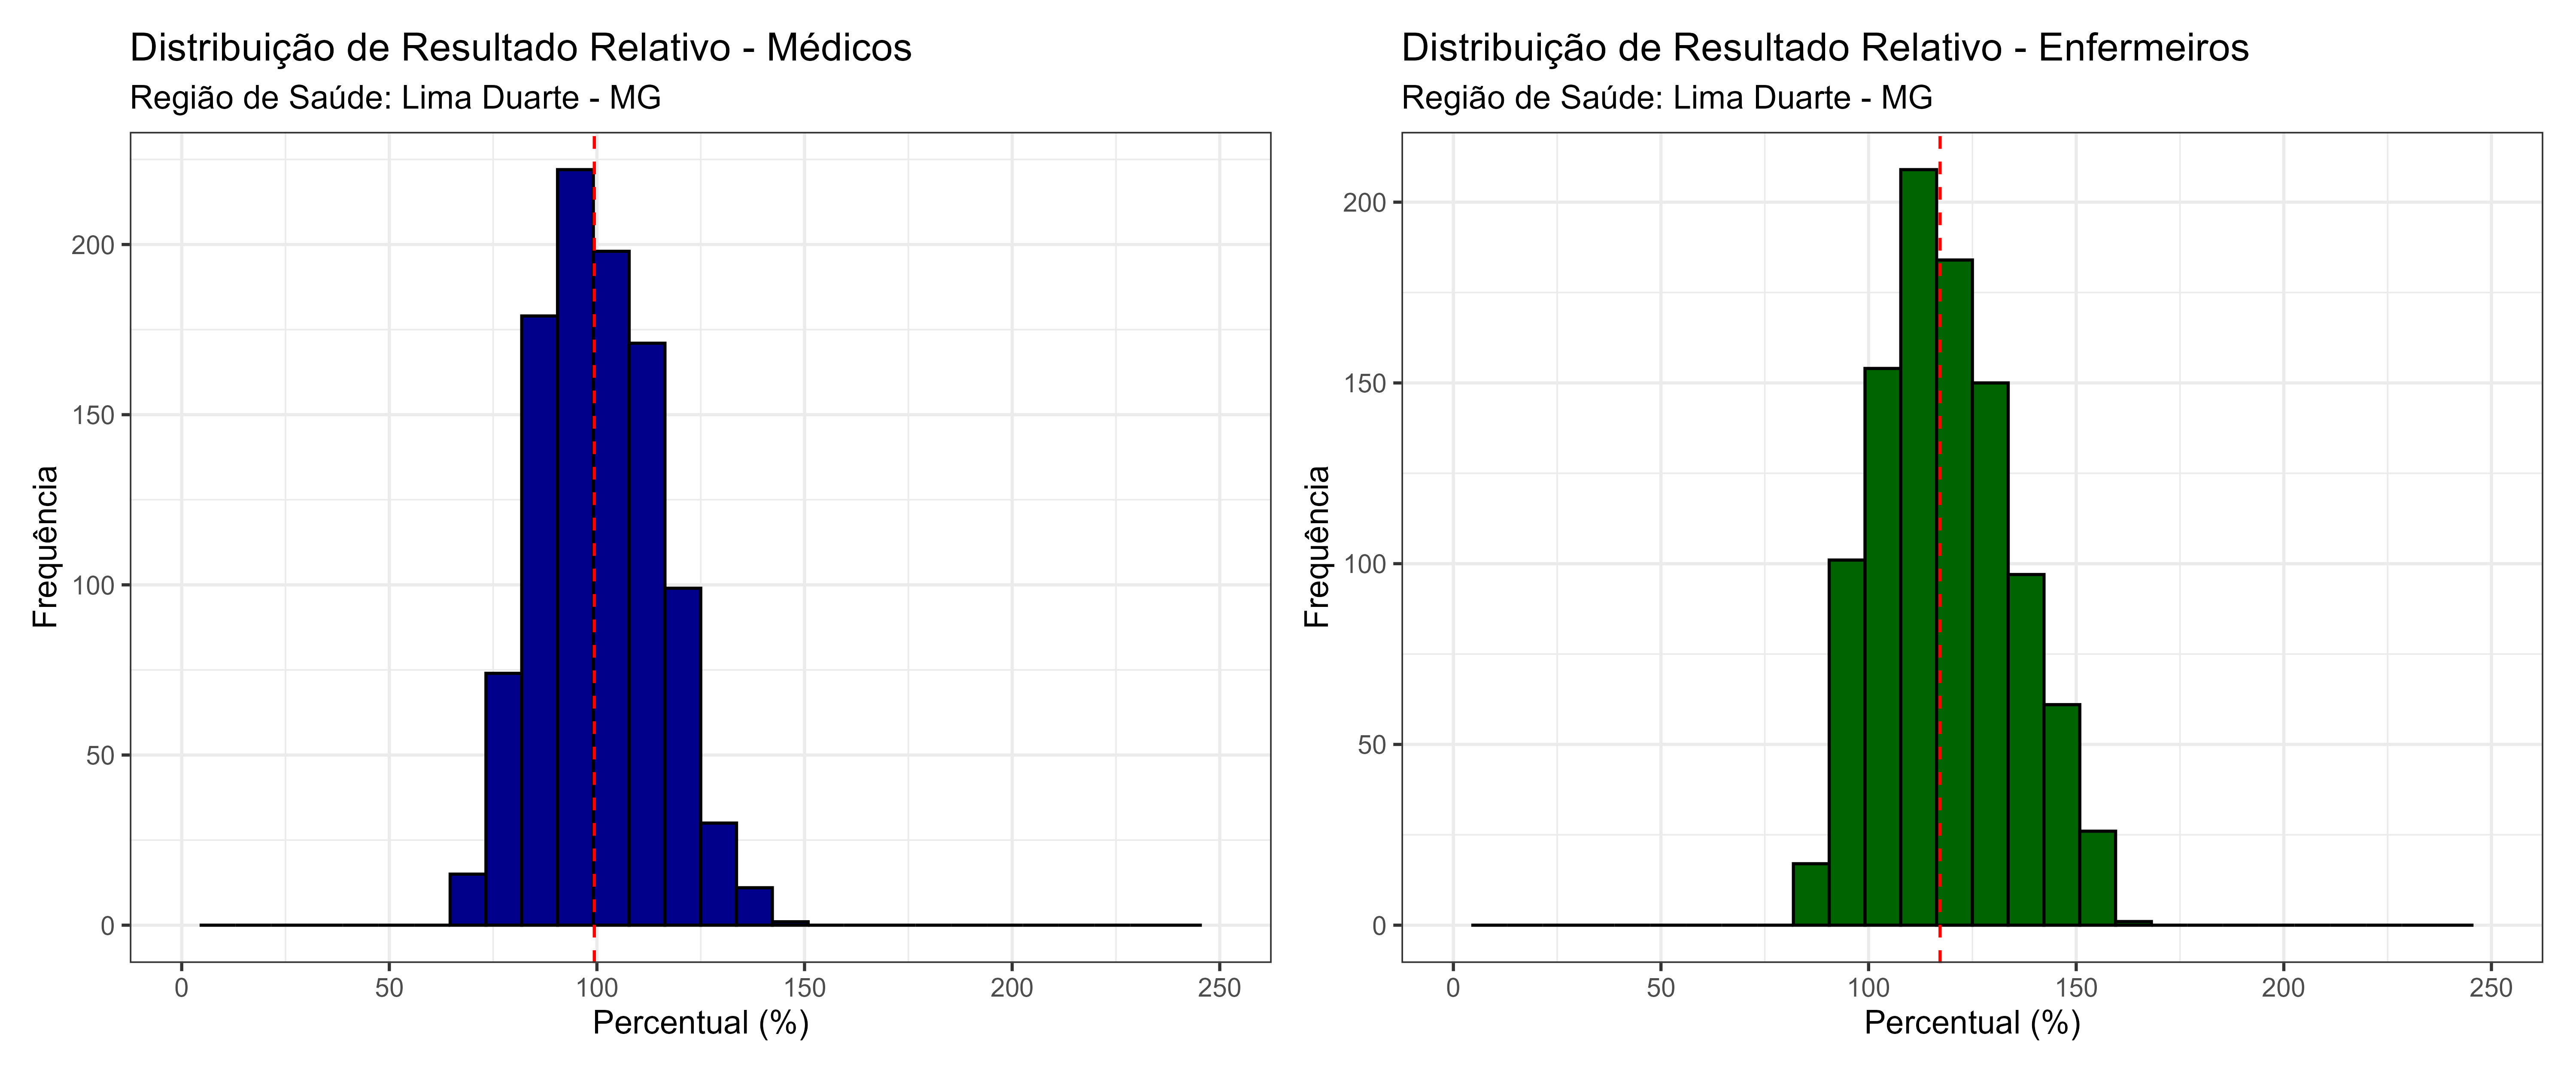 Distribuição de Resultado Relativo - Médicos
Região de Saúde: Lima Duarte - MG
Frequência
200
150
100
50
0
0 50 100 150 200 250
Percentual (%)
Distribuição de Resultado Relativo - Enfermeiros
Região de Saúde: Lima Duarte - MG
Frequência
200
150
100
50
0
0 50 100 150 200 250
Percentual (%)